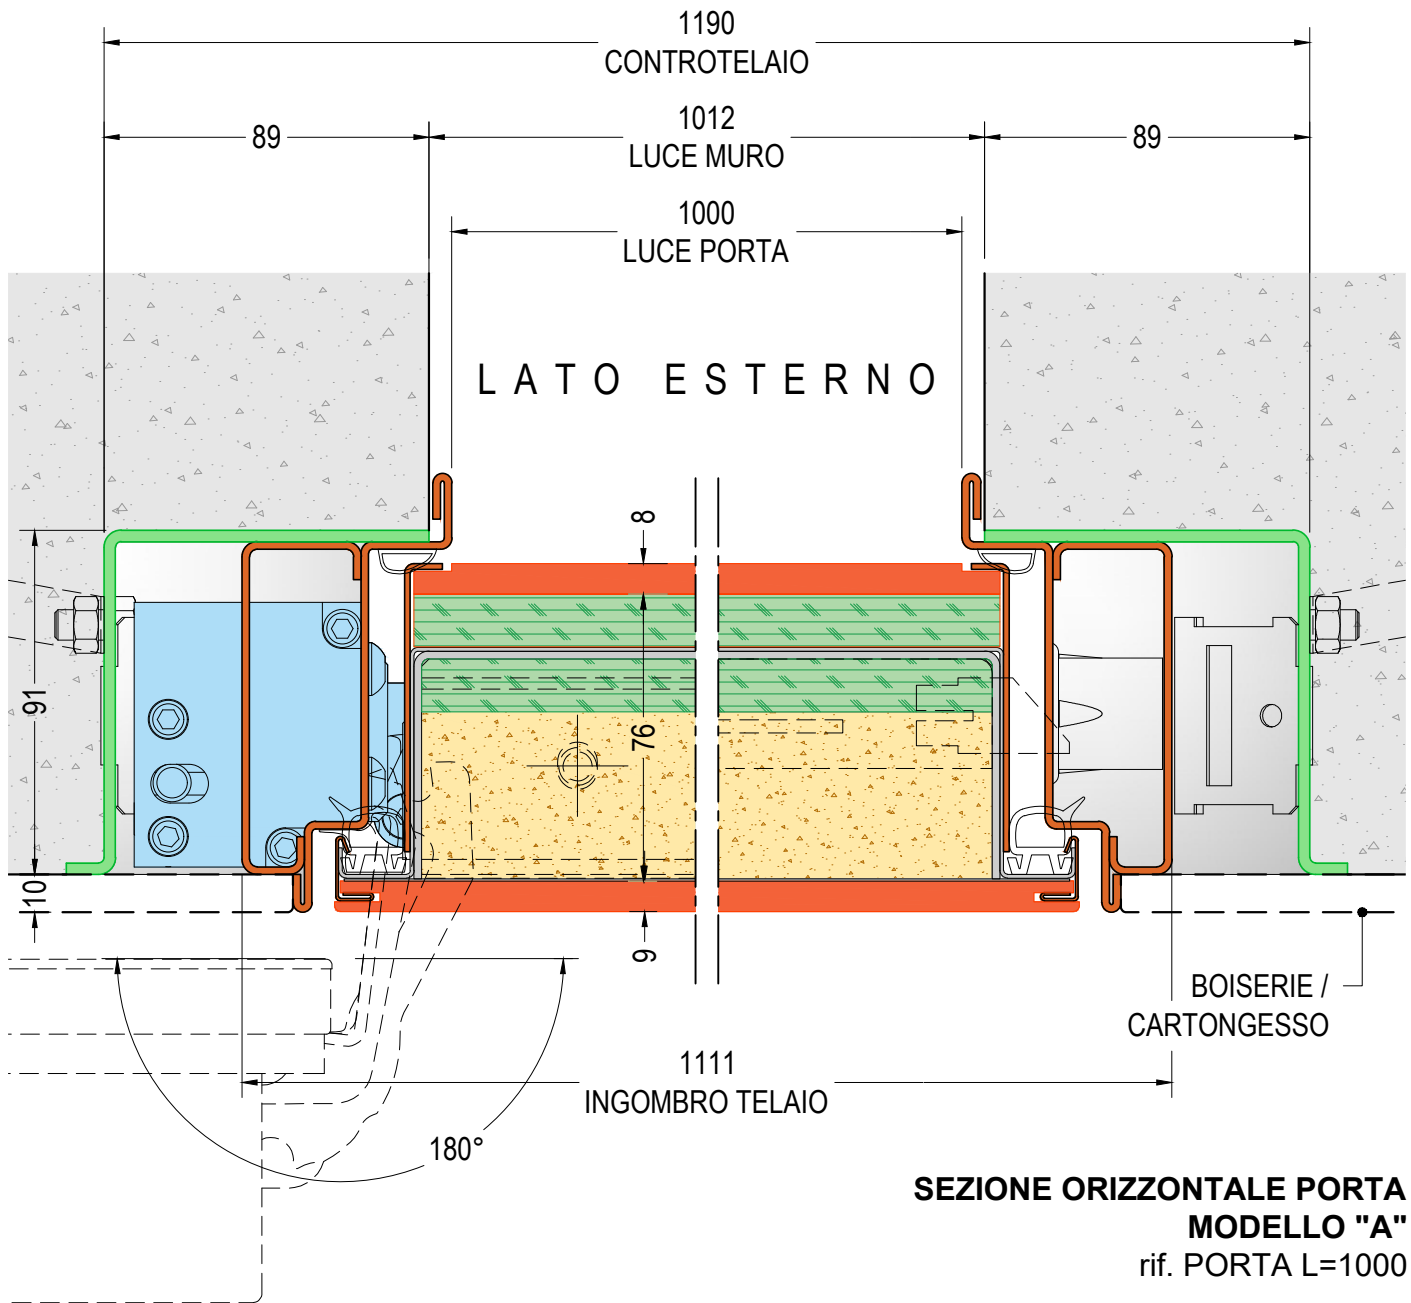 1190
CONTROTELAIO
89
1012
LUCE MURO
89
1000
LUCE PORTA
LATO ESTERNO
8
91
76
10
9
BOISERIE /
CARTONGESSO
1111
INGOMBRO TELAIO
180°
SEZIONE ORIZZONTALE PORTA
MODELLO "A"
rif. PORTA L=1000